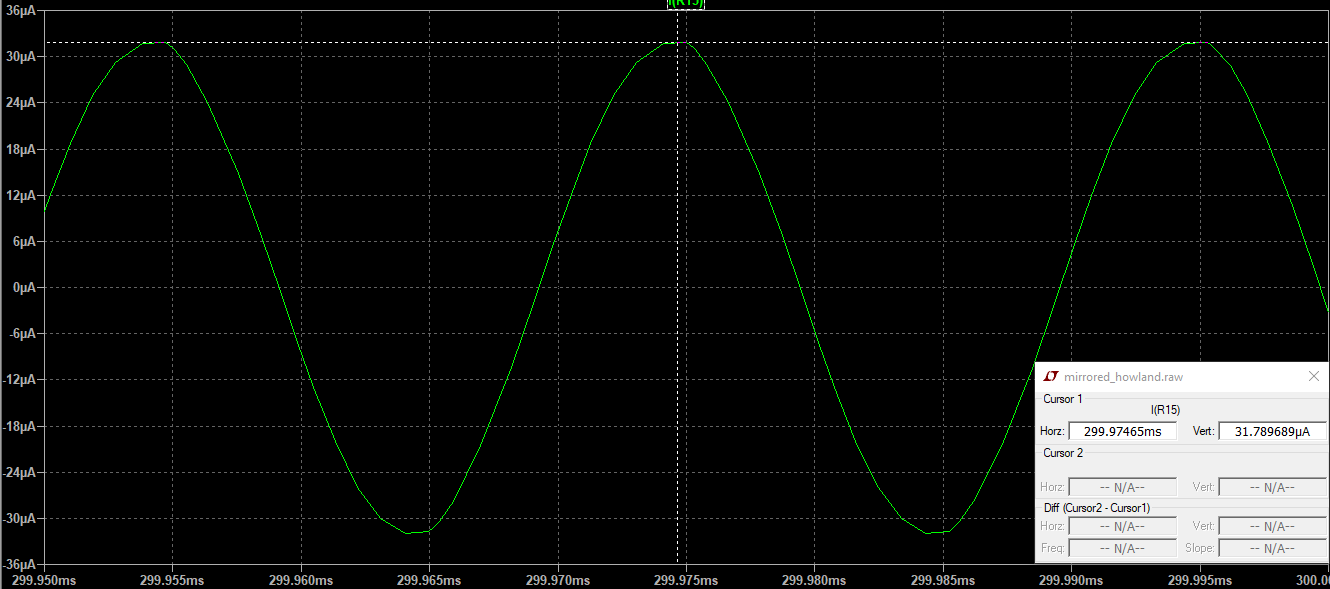 I(R15)
36µA
30µA
24µA
18µA
12µA
6µA
0µA
-6µA
-12µA
-18µA
-24µA
-30µA
-36µA
299.950ms 299.955ms 299.960ms 299.965ms 299.970ms 299.975ms 299.980ms 299.985ms 299.990ms 299.995ms 300.0
mirrored_howland.raw
Cursor 1
I(R15)
Horz: 299.97465ms Vert: 31.789689µA
Cursor 2
Horz: -- N/A-- Vert: -- N/A--
Diff (Cursor2 - Cursor1)
Horz: -- N/A-- Vert: -- N/A--
Freq: -- N/A-- Slope: -- N/A--